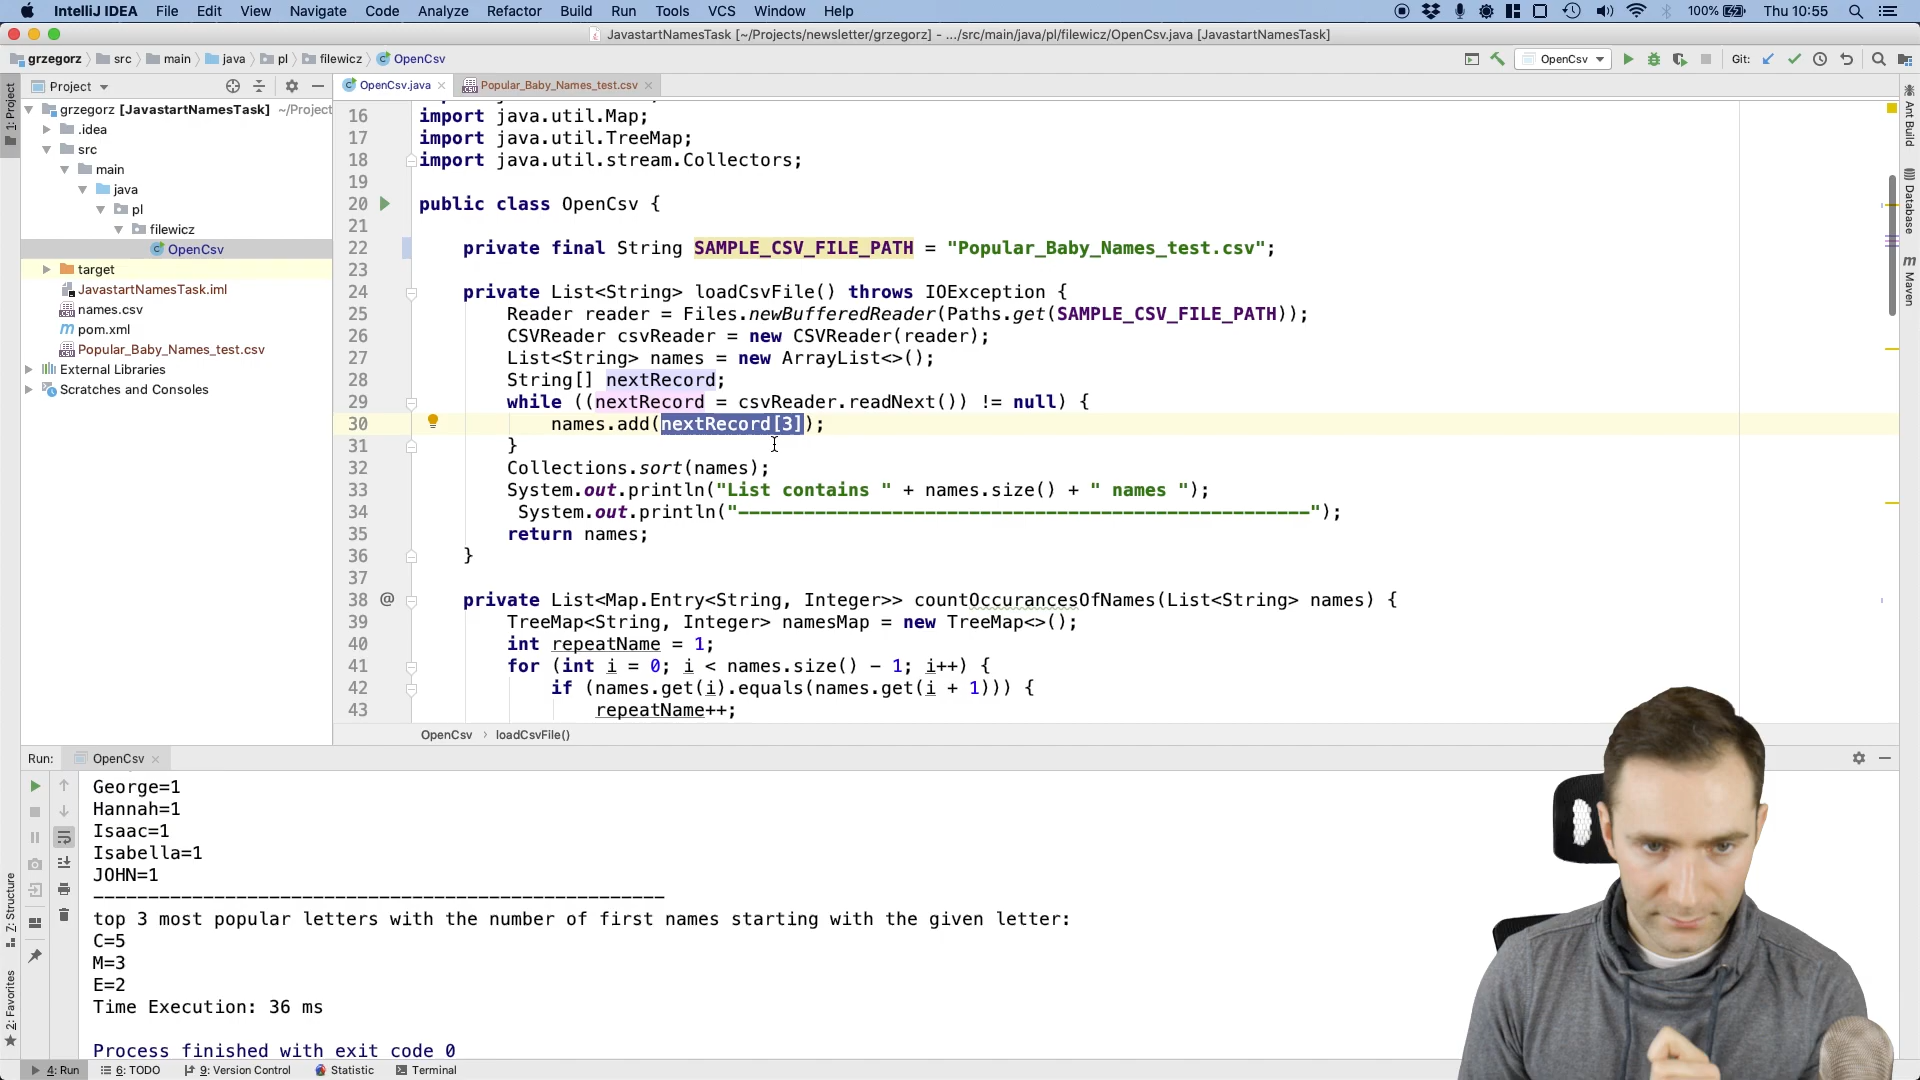 IntelliJ IDEA File Edit View Navigate Code Analyze Refactor Build Run Tools VCS Window Help 100% Thu 10:55
JavastartNamesTask [~/Projects/newsletter/grzegorz] - .../src/main/java/pl/filewicz/OpenCsv.java [JavastartNamesTask]
grzegorz src main java pl filewicz OpenCsv OpenCsv Git:
Project OpenCsv.java Popular_Baby_Names_test.csv
1: Project
grzegorz [JavastartNamesTask] ~/Project
.idea
src
main
java
pl
filewicz
OpenCsv
target
JavastartNamesTask.iml
names.csv
pom.xml
Popular_Baby_Names_test.csv
External Libraries
Scratches and Consoles
16 import java.util.Map;
17 import java.util.TreeMap;
18 import java.util.stream.Collectors;
19
20 public class OpenCsv {
21
22 private final String SAMPLE_CSV_FILE_PATH = "Popular_Baby_Names_test.csv";
23
24 private List<String> loadCsvFile() throws IOException {
25 Reader reader = Files.newBufferedReader(Paths.get(SAMPLE_CSV_FILE_PATH));
26 CSVReader csvReader = new CSVReader(reader);
27 List<String> names = new ArrayList<>();
28 String[] nextRecord;
29 while ((nextRecord = csvReader.readNext()) != null) {
30 names.add(nextRecord[3]);
31 }
32 Collections.sort(names);
33 System.out.println("List contains " + names.size() + " names ");
34 System.out.println("----------------------------------------------------");
35 return names;
36 }
37
38 @ private List<Map.Entry<String, Integer>> countOccurancesOfNames(List<String> names) {
39 TreeMap<String, Integer> namesMap = new TreeMap<>();
40 int repeatName = 1;
41 for (int i = 0; i < names.size() - 1; i++) {
42 if (names.get(i).equals(names.get(i + 1))) {
43 repeatName++;
OpenCsv loadCsvFile()
Ant Build
Database
Maven
Run: OpenCsv
George=1
Hannah=1
Isaac=1
Isabella=1
JOHN=1
----------------------------------------------------
top 3 most popular letters with the number of first names starting with the given letter:
C=5
M=3
E=2
Time Execution: 36 ms
Process finished with exit code 0
Z: Structure
2: Favorites
4: Run 6: TODO 9: Version Control Statistic Terminal